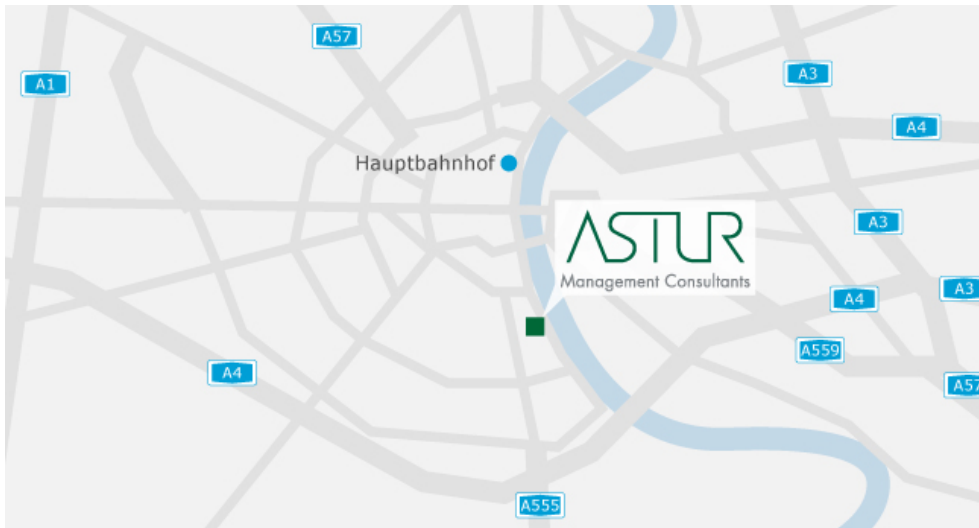 A57
A1
A3
A4
Hauptbahnhof
A3
ASTUR
Management Consultants
A3
A4
A559
A4
A57
A555